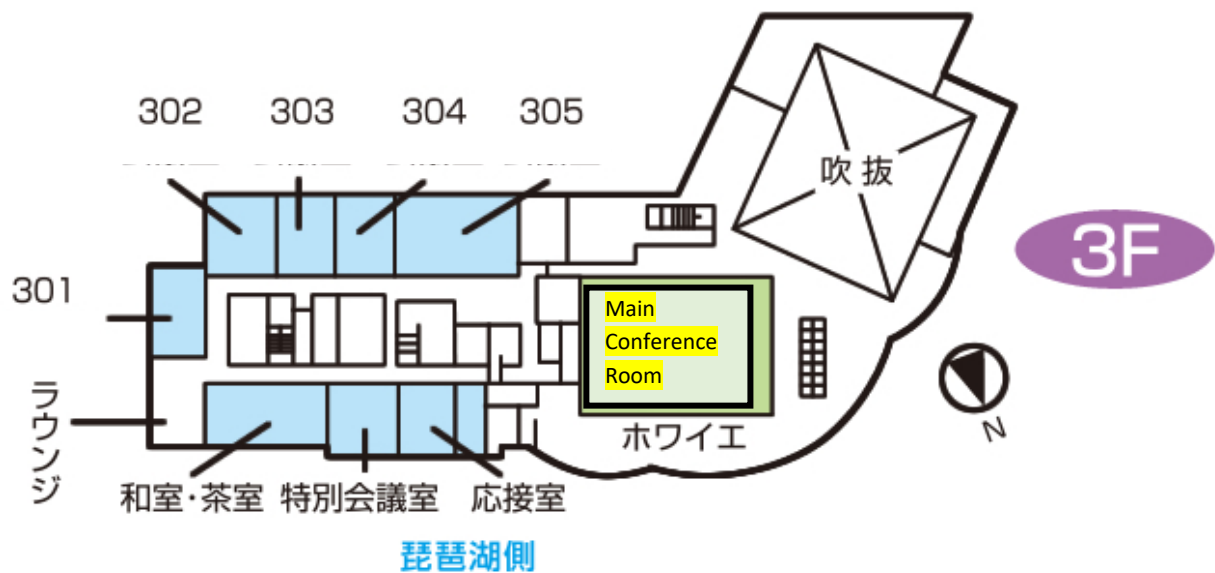 302 303 304 305
吹 抜
3F
301
Main
Conference
Room
ラウンジ
ホワイエ
N
和室・茶室 特別会議室 応接室
琵琶湖側